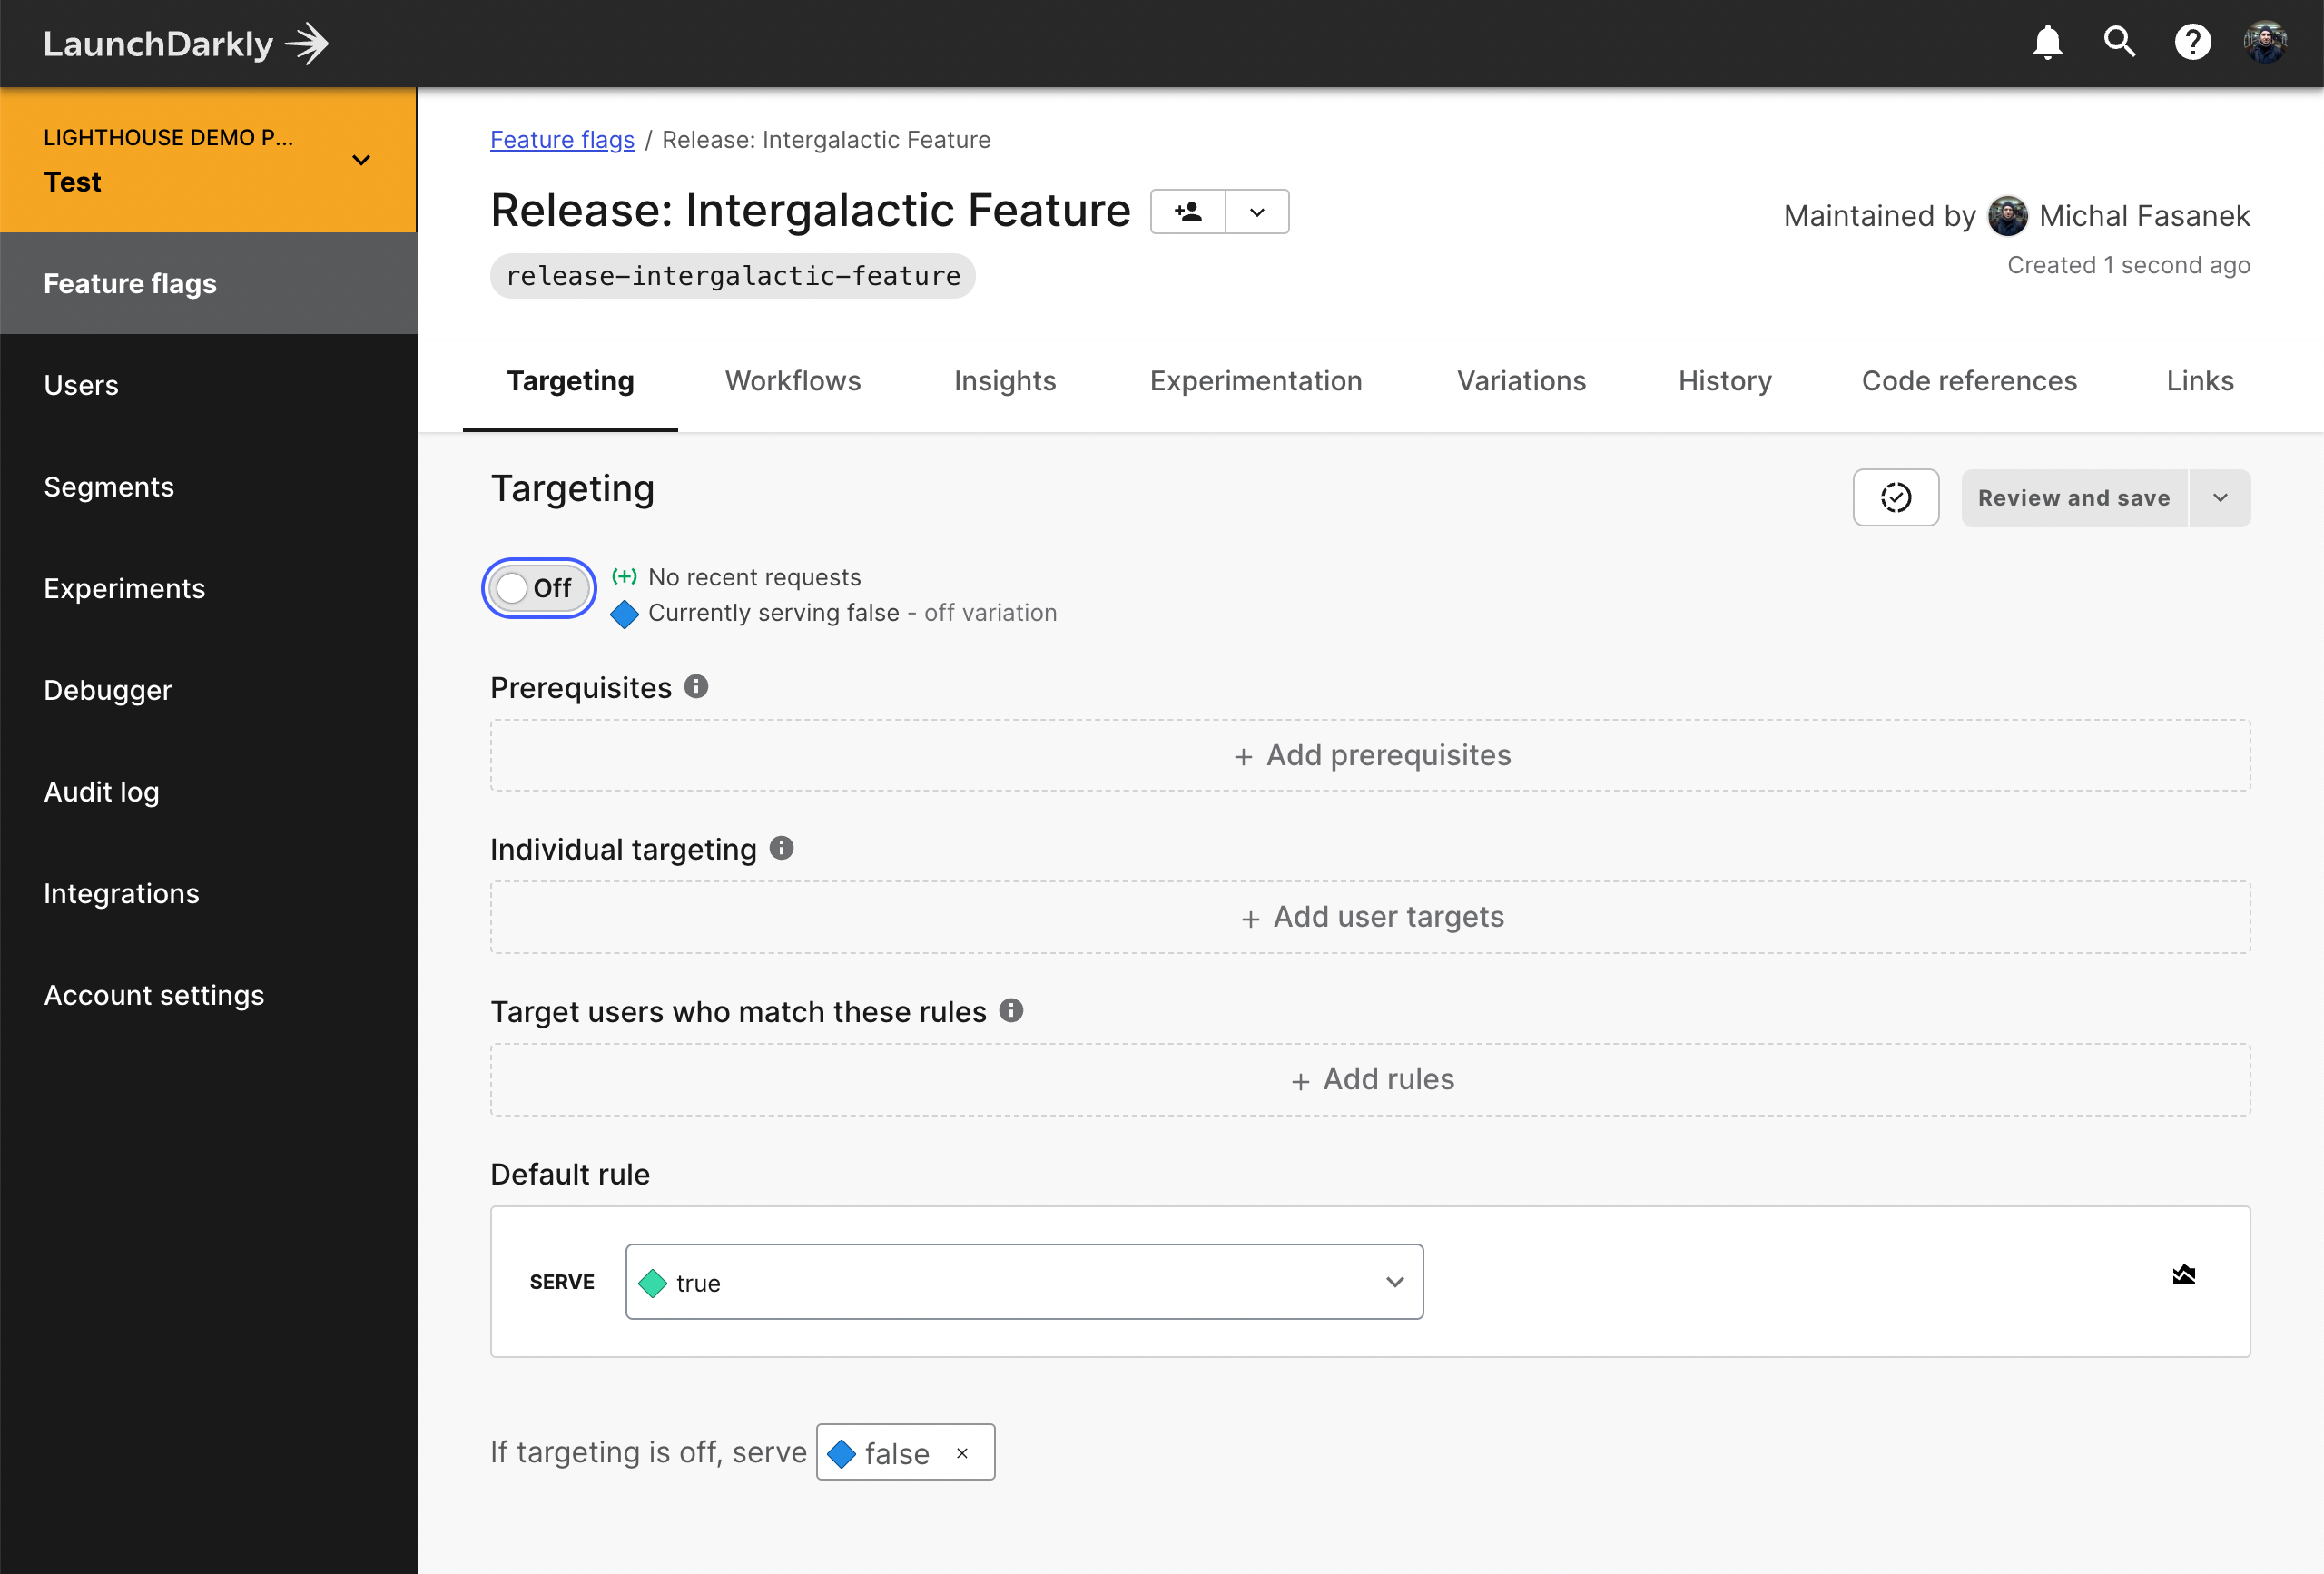 LaunchDarkly
LIGHTHOUSE DEMO P...
Test
Feature flags
Users
Segments
Experiments
Debugger
Audit log
Integrations
Account settings
Feature flags / Release: Intergalactic Feature
Release: Intergalactic Feature
release-intergalactic-feature
Maintained by Michal Fasanek
Created 1 second ago
Targeting Workflows Insights Experimentation Variations History Code references Links
Targeting
Review and save
Off
No recent requests
Currently serving false - off variation
Prerequisites
+ Add prerequisites
Individual targeting
+ Add user targets
Target users who match these rules
+ Add rules
Default rule
SERVE true
If targeting is off, serve false ×